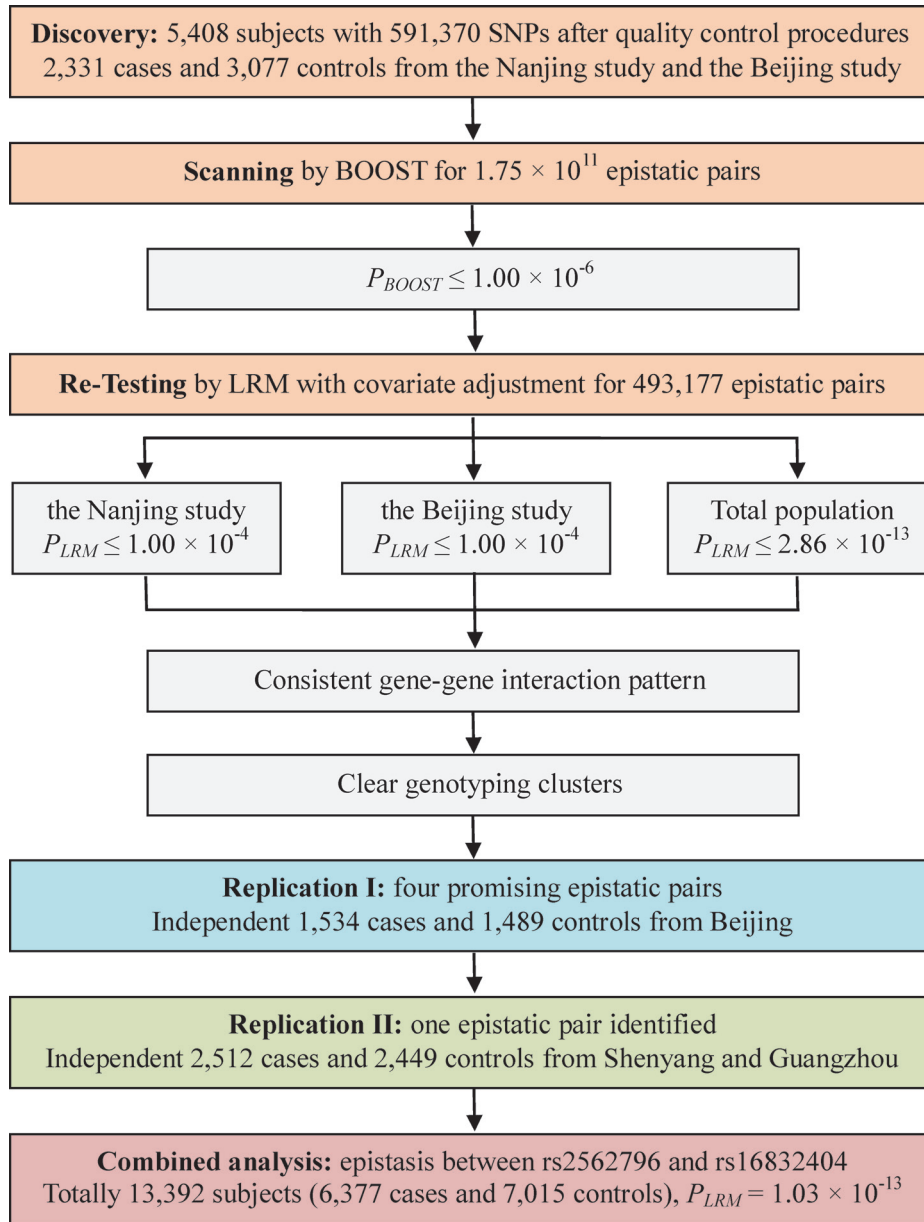 Discovery: 5,408 subjects with 591,370 SNPs after quality control procedures
2,331 cases and 3,077 controls from the Nanjing study and the Beijing study
Scanning by BOOST for 1.75 × 10¹¹ epistatic pairs
P_BOOST ≤ 1.00 × 10⁻⁶
Re-Testing by LRM with covariate adjustment for 493,177 epistatic pairs
the Nanjing study
P_LRM ≤ 1.00 × 10⁻⁴
the Beijing study
P_LRM ≤ 1.00 × 10⁻⁴
Total population
P_LRM ≤ 2.86 × 10⁻¹³
Consistent gene-gene interaction pattern
Clear genotyping clusters
Replication I: four promising epistatic pairs
Independent 1,534 cases and 1,489 controls from Beijing
Replication II: one epistatic pair identified
Independent 2,512 cases and 2,449 controls from Shenyang and Guangzhou
Combined analysis: epistasis between rs2562796 and rs16832404
Totally 13,392 subjects (6,377 cases and 7,015 controls), P_LRM = 1.03 × 10⁻¹³